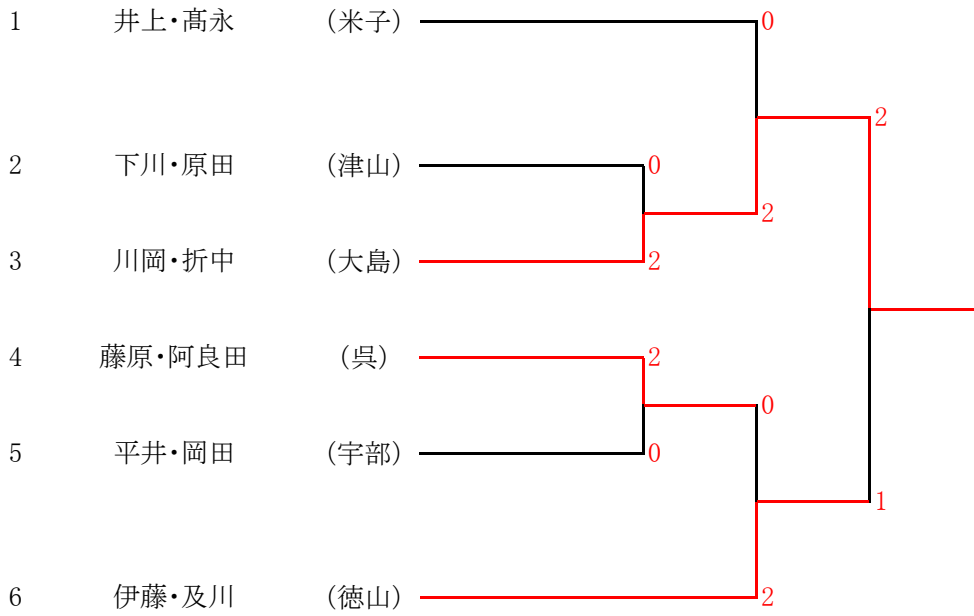 1 井上・髙永 (米子) 0
2
2 下川・原田 (津山) 0
2
3 川岡・折中 (大島) 2
4 藤原・阿良田 (呉) 2
0
5 平井・岡田 (宇部) 0
1
6 伊藤・及川 (徳山) 2